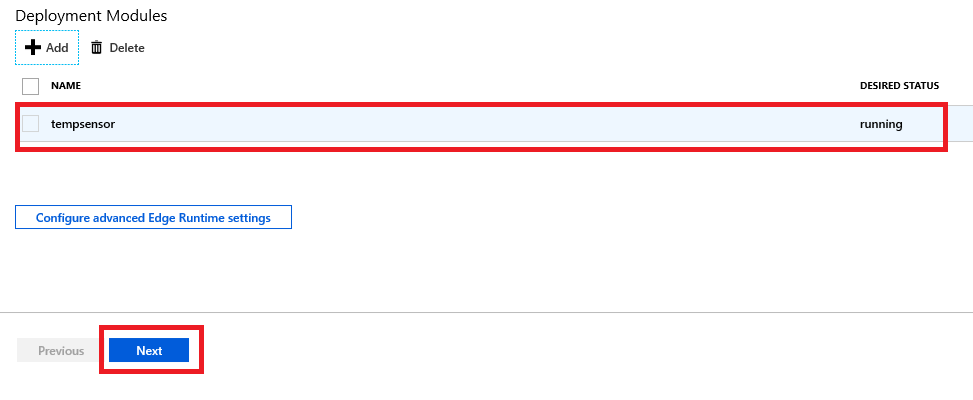 Deployment Modules
Add Delete
NAME DESIRED STATUS
tempsensor running
Configure advanced Edge Runtime settings
Previous Next